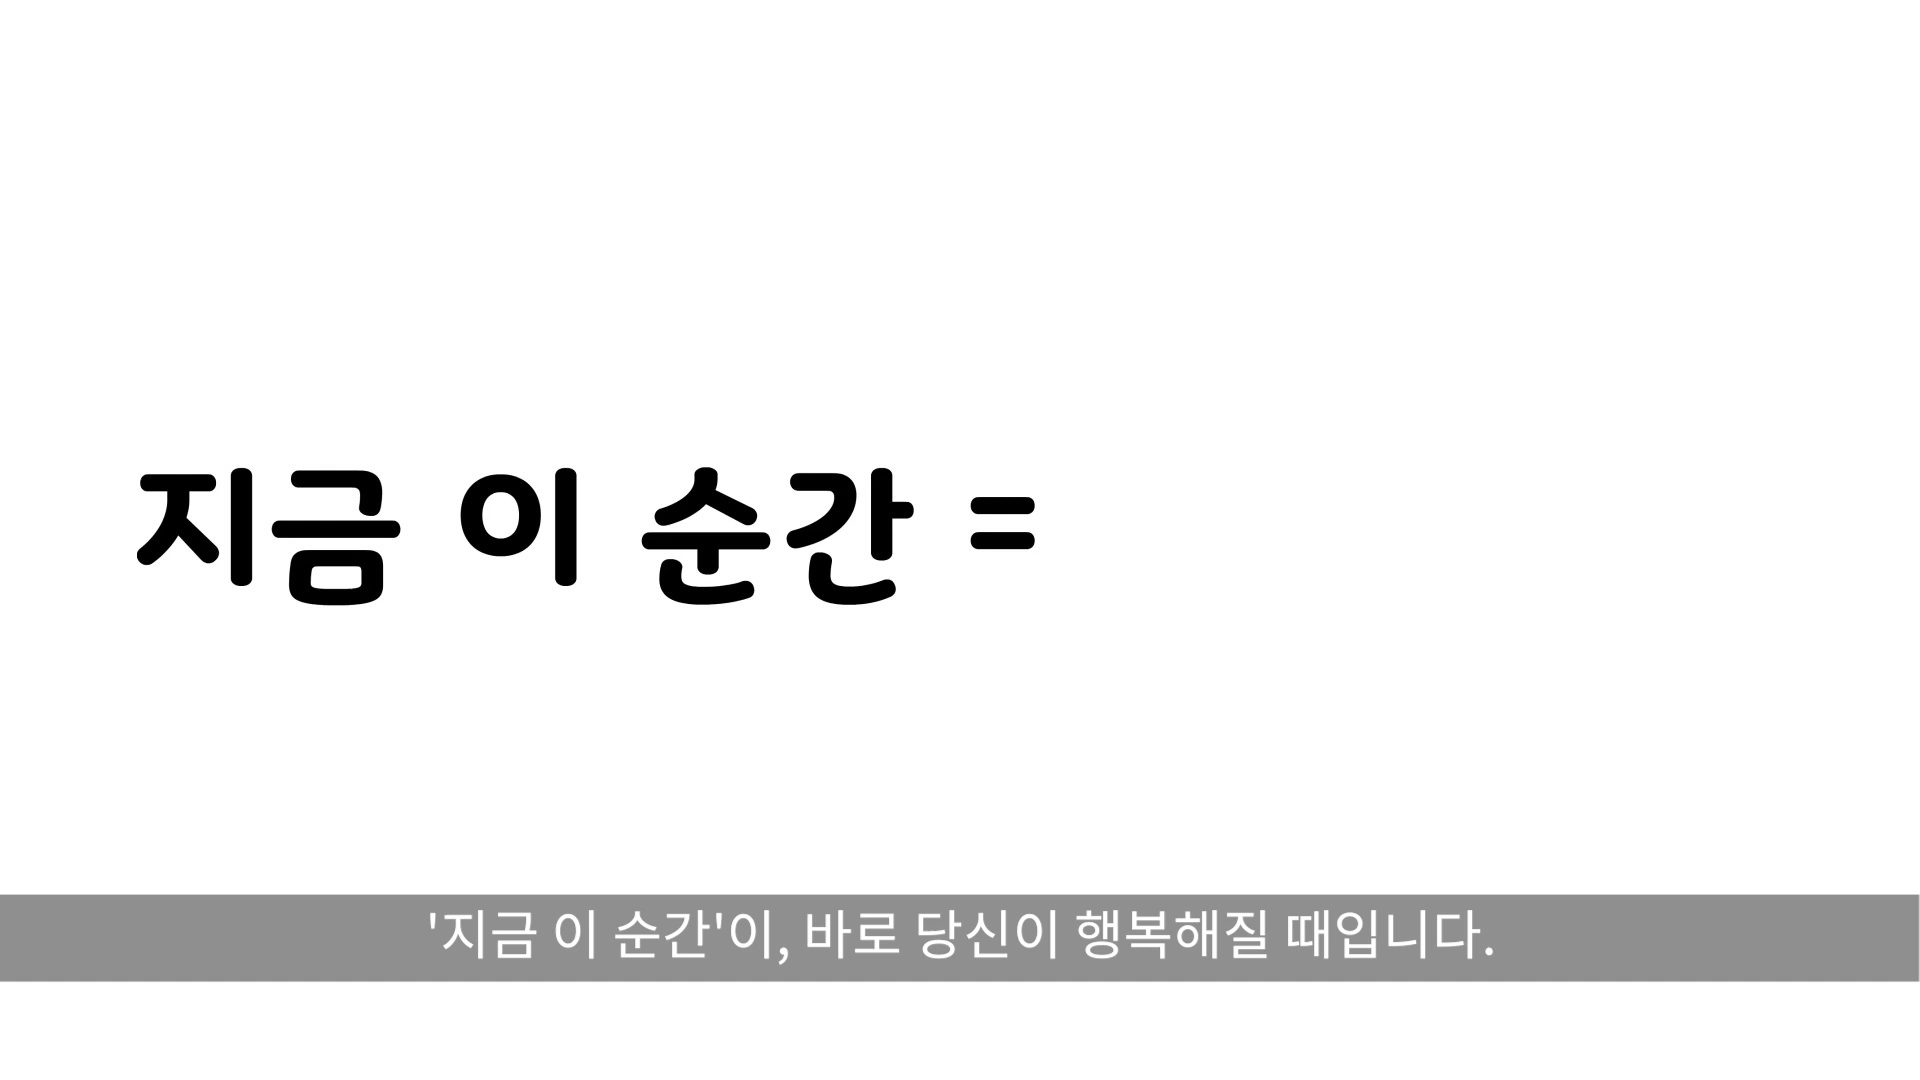 지금 이 순간 =
'지금 이 순간'이, 바로 당신이 행복해질 때입니다.